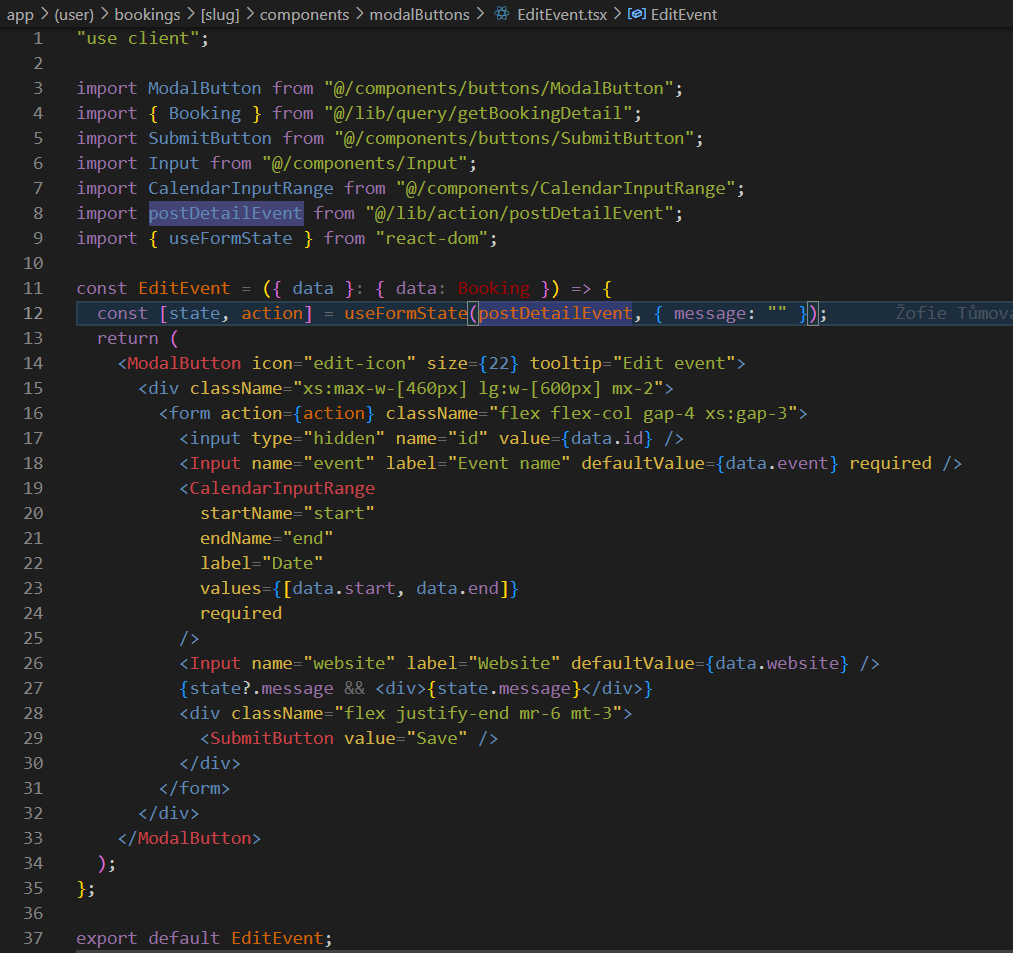 app > (user) > bookings > [slug] > components > modalButtons > EditEvent.tsx > EditEvent
1 "use client";
2
3 import ModalButton from "@/components/buttons/ModalButton";
4 import { Booking } from "@/lib/query/getBookingDetail";
5 import SubmitButton from "@/components/buttons/SubmitButton";
6 import Input from "@/components/Input";
7 import CalendarInputRange from "@/components/CalendarInputRange";
8 import postDetailEvent from "@/lib/action/postDetailEvent";
9 import { useFormState } from "react-dom";
10
11 const EditEvent = ({ data }: { data: Booking }) => {
12   const [state, action] = useFormState(postDetailEvent, { message: "" }); Žofie Tůmova
13   return (
14     <ModalButton icon="edit-icon" size={22} tooltip="Edit event">
15       <div className="xs:max-w-[460px] lg:w-[600px] mx-2">
16         <form action={action} className="flex flex-col gap-4 xs:gap-3">
17           <input type="hidden" name="id" value={data.id} />
18           <Input name="event" label="Event name" defaultValue={data.event} required />
19           <CalendarInputRange
20             startName="start"
21             endName="end"
22             label="Date"
23             values={[data.start, data.end]}
24             required
25           />
26           <Input name="website" label="Website" defaultValue={data.website} />
27           {state?.message && <div>{state.message}</div>}
28           <div className="flex justify-end mr-6 mt-3">
29             <SubmitButton value="Save" />
30           </div>
31         </form>
32       </div>
33     </ModalButton>
34   );
35 };
36
37 export default EditEvent;